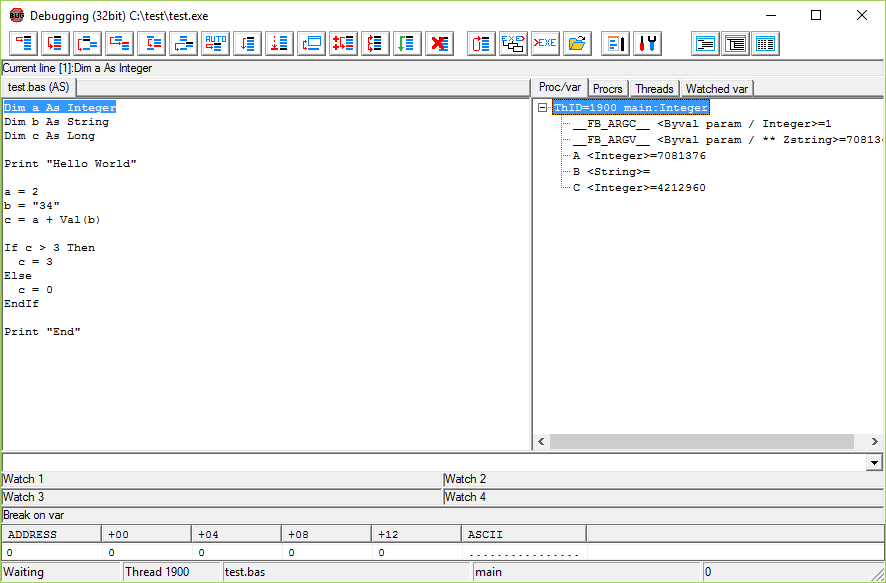 Debugging (32bit) C:\test\test.exe
AUTO
EXE
>EXE
Current line [1]:Dim a As Integer
test.bas (AS)
Proc/var Procrs Threads Watched var
Dim a As Integer
Dim b As String
Dim c As Long
Print "Hello World"
a = 2
b = "34"
c = a + Val(b)
If c > 3 Then
c = 3
Else
c = 0
EndIf
Print "End"
ThID=1900 main:Integer
__FB_ARGC__ <Byval param / Integer>=1
__FB_ARGV__ <Byval param / ** Zstring>=70813
A <Integer>=7081376
B <String>=
C <Integer>=4212960
Watch 1 Watch 2
Watch 3 Watch 4
Break on var
ADDRESS +00 +04 +08 +12 ASCII
0 0 0 0 0 ................
Waiting Thread 1900 test.bas main 0